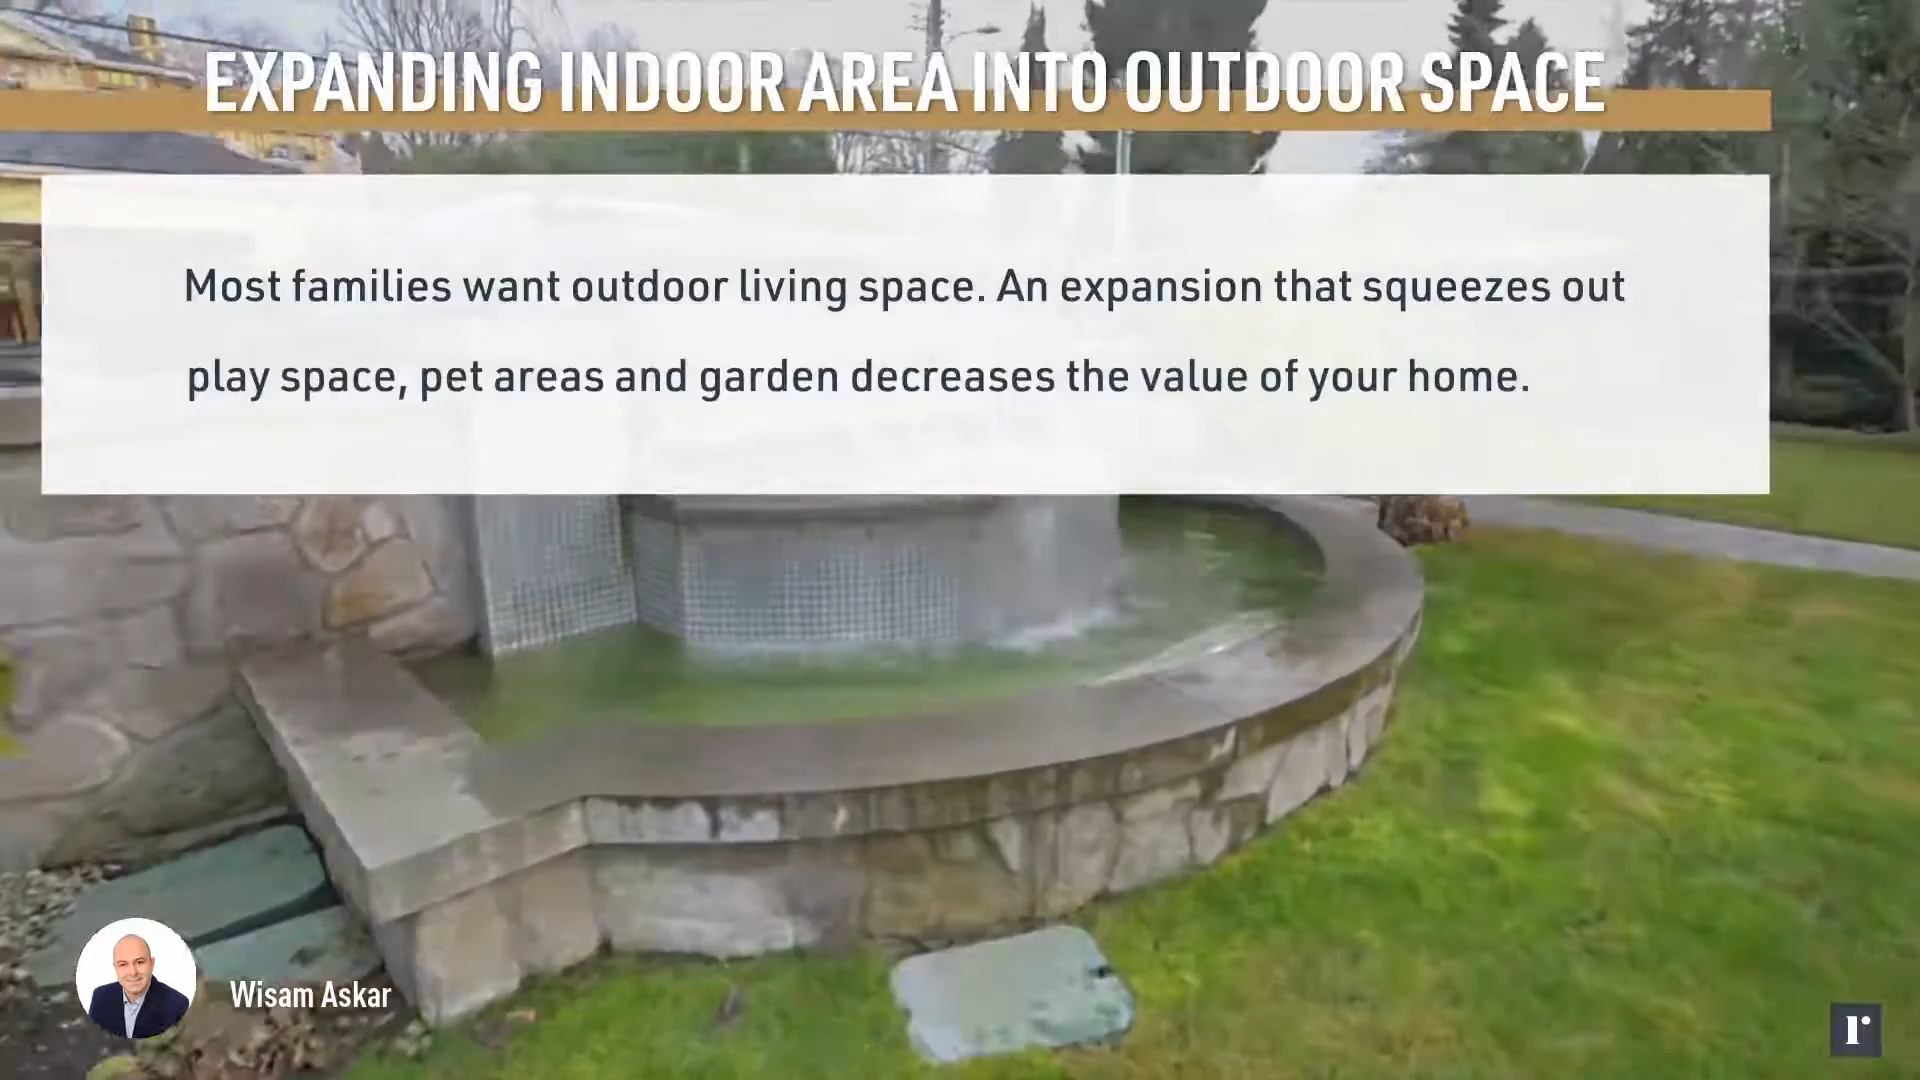 EXPANDING INDOOR AREA INTO OUTDOOR SPACE
Most families want outdoor living space. An expansion that squeezes out
play space, pet areas and garden decreases the value of your home.
Wisam Askar
r